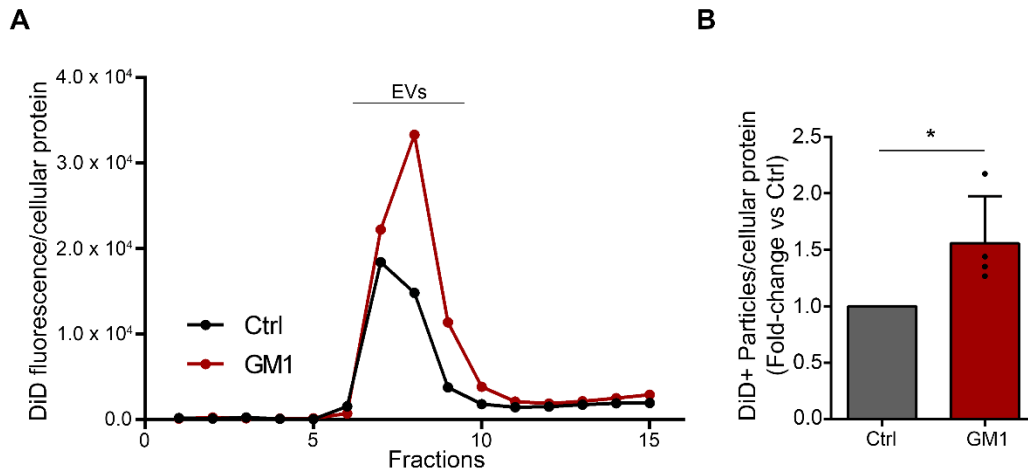 A
DiD fluorescence/cellular protein
4.0 x 10⁴
3.0 x 10⁴
2.0 x 10⁴
1.0 x 10⁴
0.0
EVs
Ctrl
GM1
0
5
10
15
Fractions
B
DiD+ Particles/cellular protein
(Fold-change vs Ctrl)
2.5
2.0
1.5
1.0
0.5
0.0
*
Ctrl
GM1